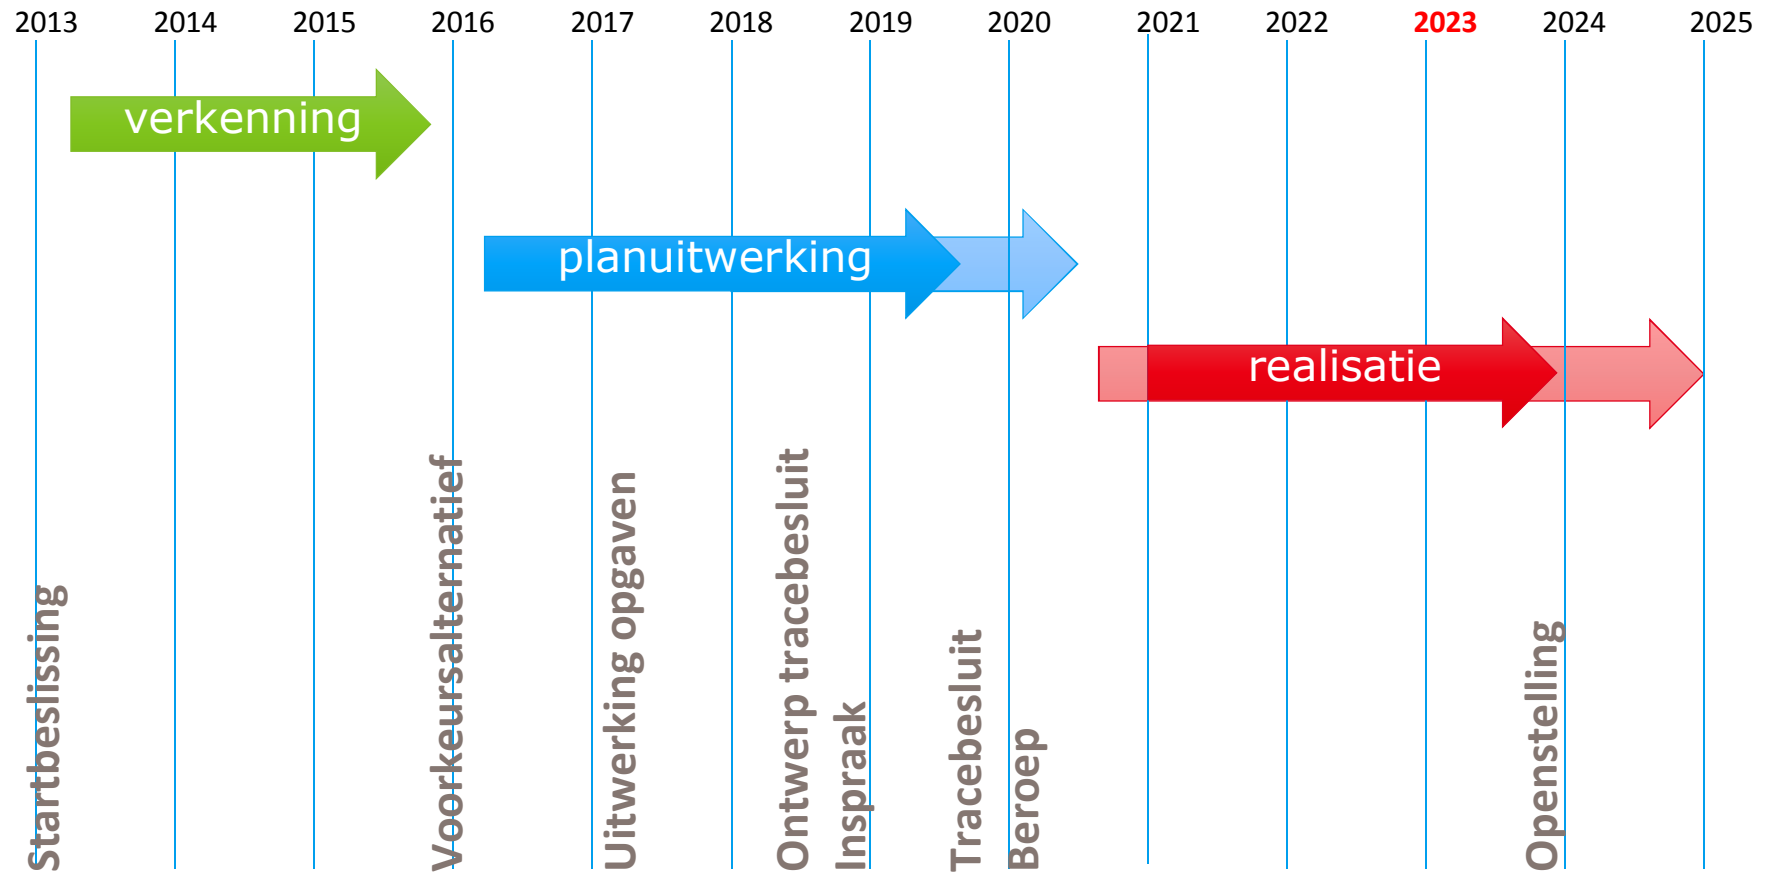 2013 2014 2015 2016 2017 2018 2019 2020 2021 2022 2023 2024 2025
verkenning
planuitwerking
realisatie
Startbeslissing
Voorkeursalternatief
Uitwerking opgaven
Ontwerp tracebesluit
Inspraak
Tracebesluit
Beroep
Openstelling